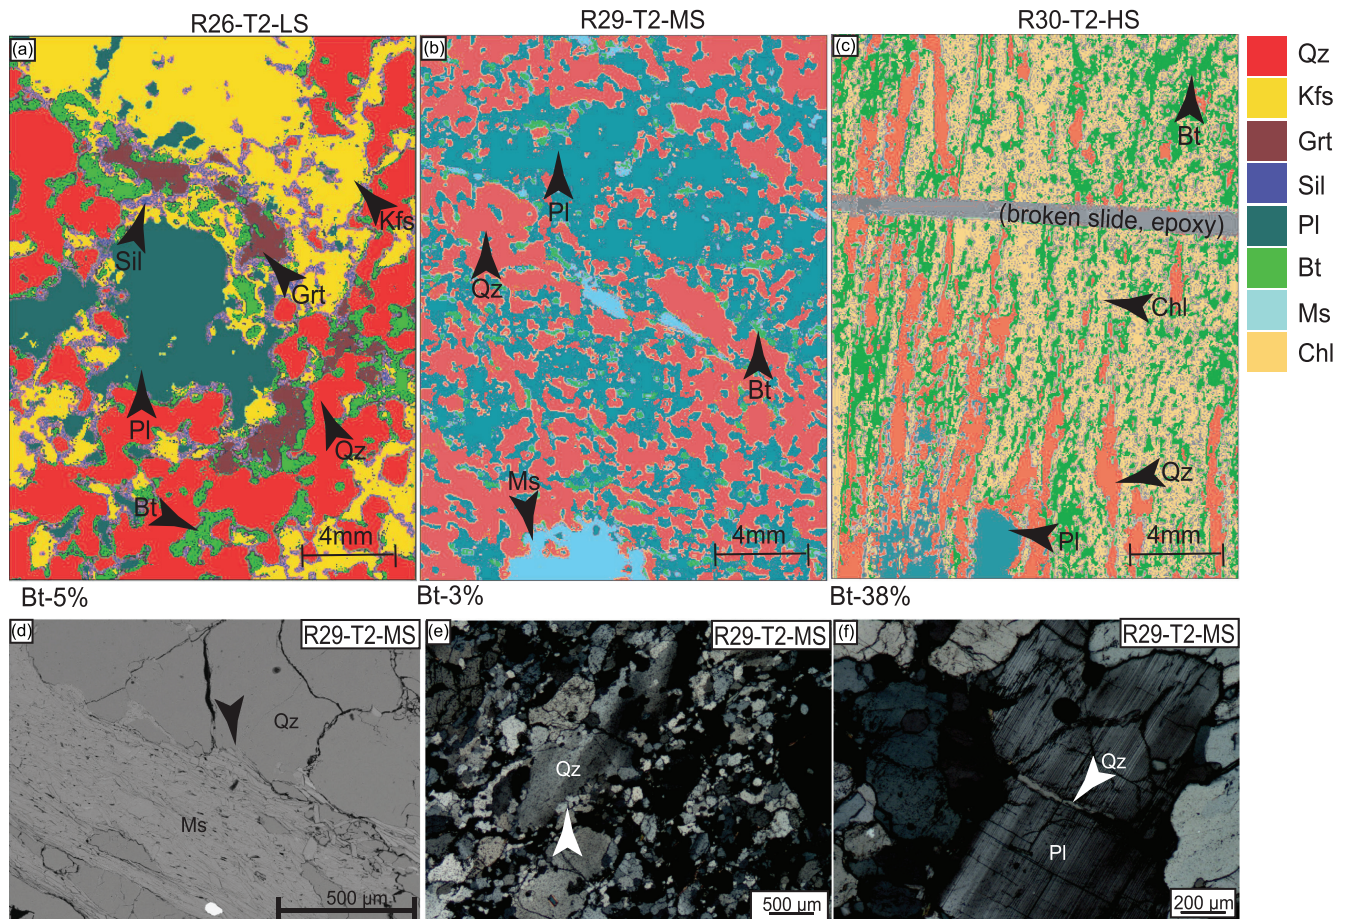 R26-T2-LS
R29-T2-MS
R30-T2-HS
(a)
Sil
Kfs
Grt
Pl
Qz
Bt
4mm
Bt-5%
(b)
Pl
Qz
Bt
Ms
4mm
Bt-3%
(c)
Bt
(broken slide, epoxy)
Chl
Qz
Pl
4mm
Bt-38%
Qz
Kfs
Grt
Sil
Pl
Bt
Ms
Chl
(d)
R29-T2-MS
Qz
Ms
500 µm
(e)
R29-T2-MS
Qz
500 µm
(f)
R29-T2-MS
Qz
Pl
200 µm